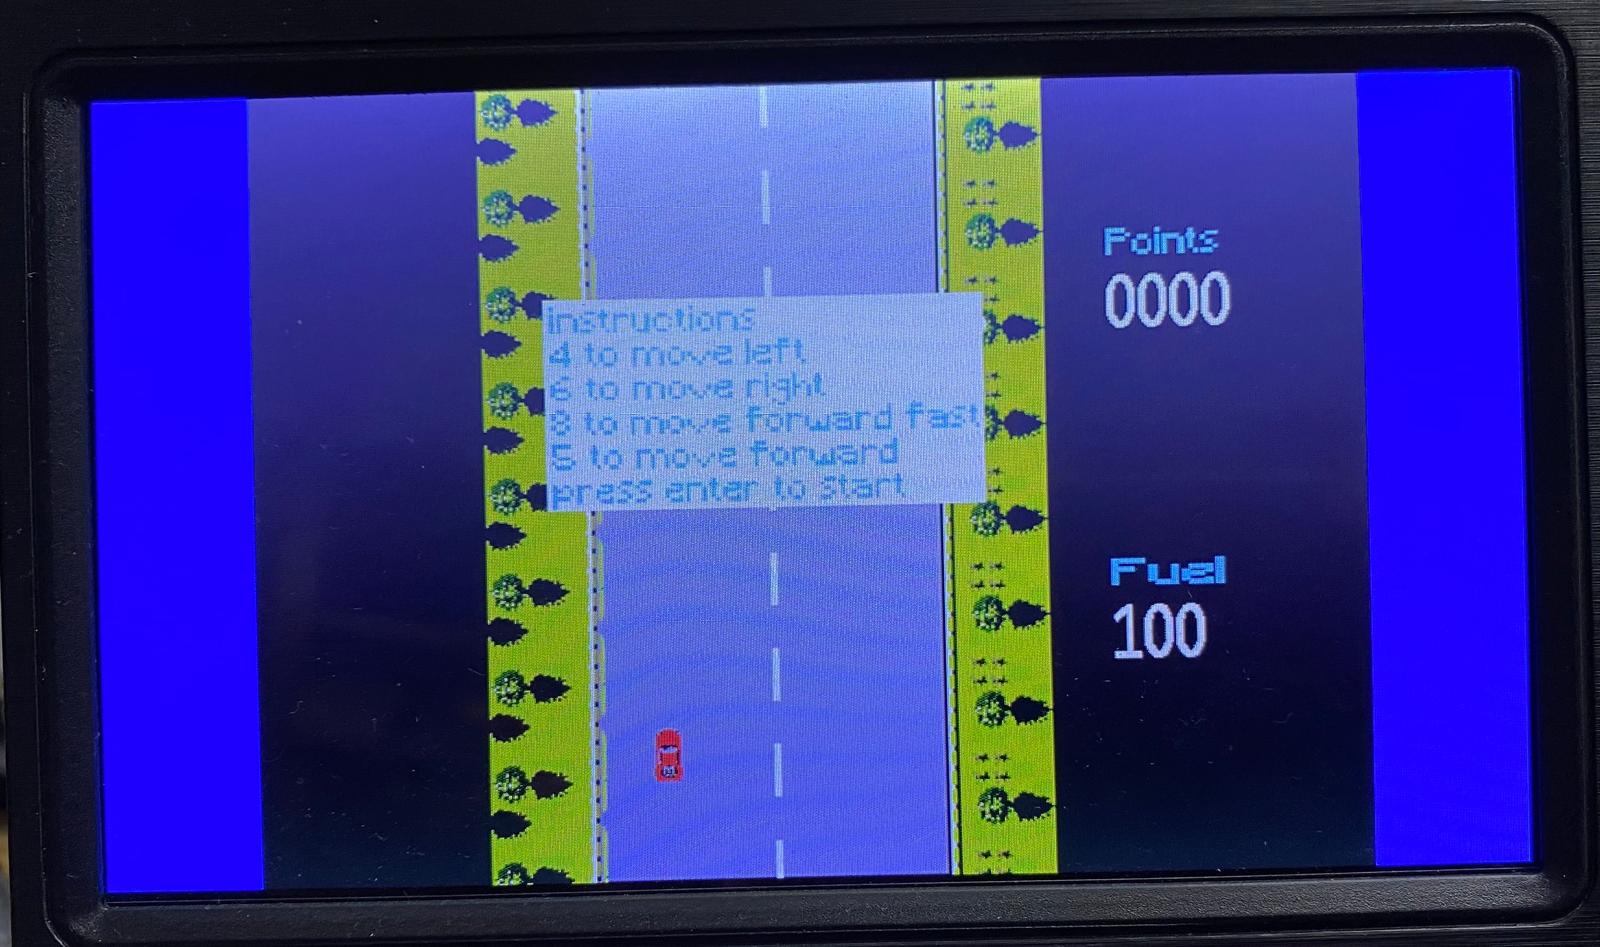 instructions
4 to move left
6 to move right
8 to move forward fast
5 to move forward
press enter to start
Points
0000
Fuel
100